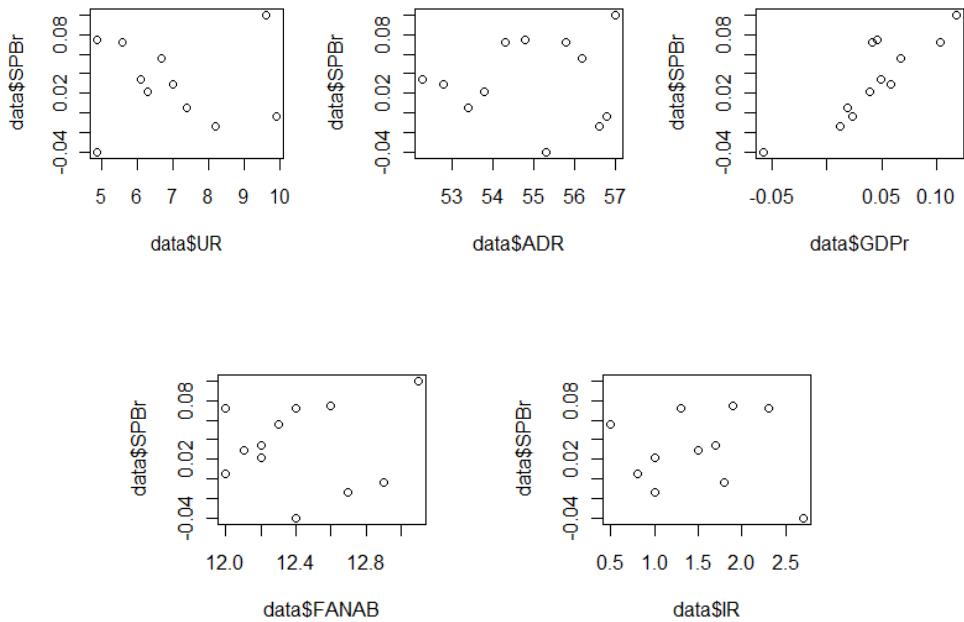 data$SPBr
0.08
0.02
-0.04
5 6 7 8 9 10
data$UR
data$SPBr
0.08
0.02
-0.04
53 54 55 56 57
data$ADR
data$SPBr
0.08
0.02
-0.04
-0.05 0.05 0.10
data$GDPr
data$SPBr
0.08
0.02
-0.04
12.0 12.4 12.8
data$FANAB
data$SPBr
0.08
0.02
-0.04
0.5 1.0 1.5 2.0 2.5
data$IR